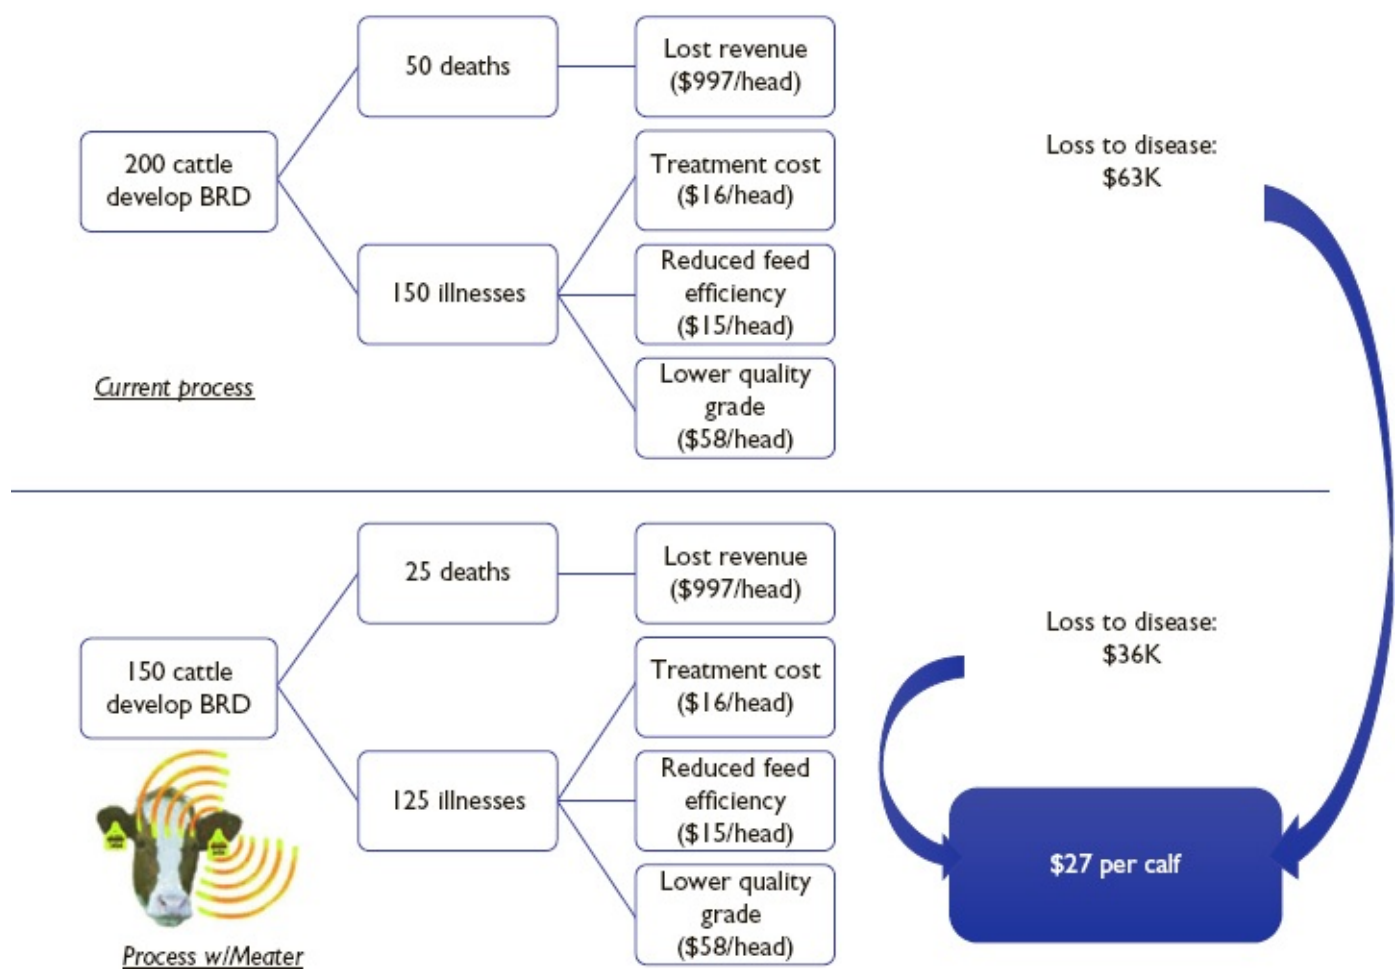 50 deaths
Lost revenue
($997/head)
200 cattle
develop BRD
Treatment cost
($16/head)
Loss to disease:
$63K
150 illnesses
Reduced feed
efficiency
($15/head)
Lower quality
grade
($58/head)
Current process
25 deaths
Lost revenue
($997/head)
150 cattle
develop BRD
Treatment cost
($16/head)
Loss to disease:
$36K
125 illnesses
Reduced feed
efficiency
($15/head)
Lower quality
grade
($58/head)
$27 per calf
Process w/Meater